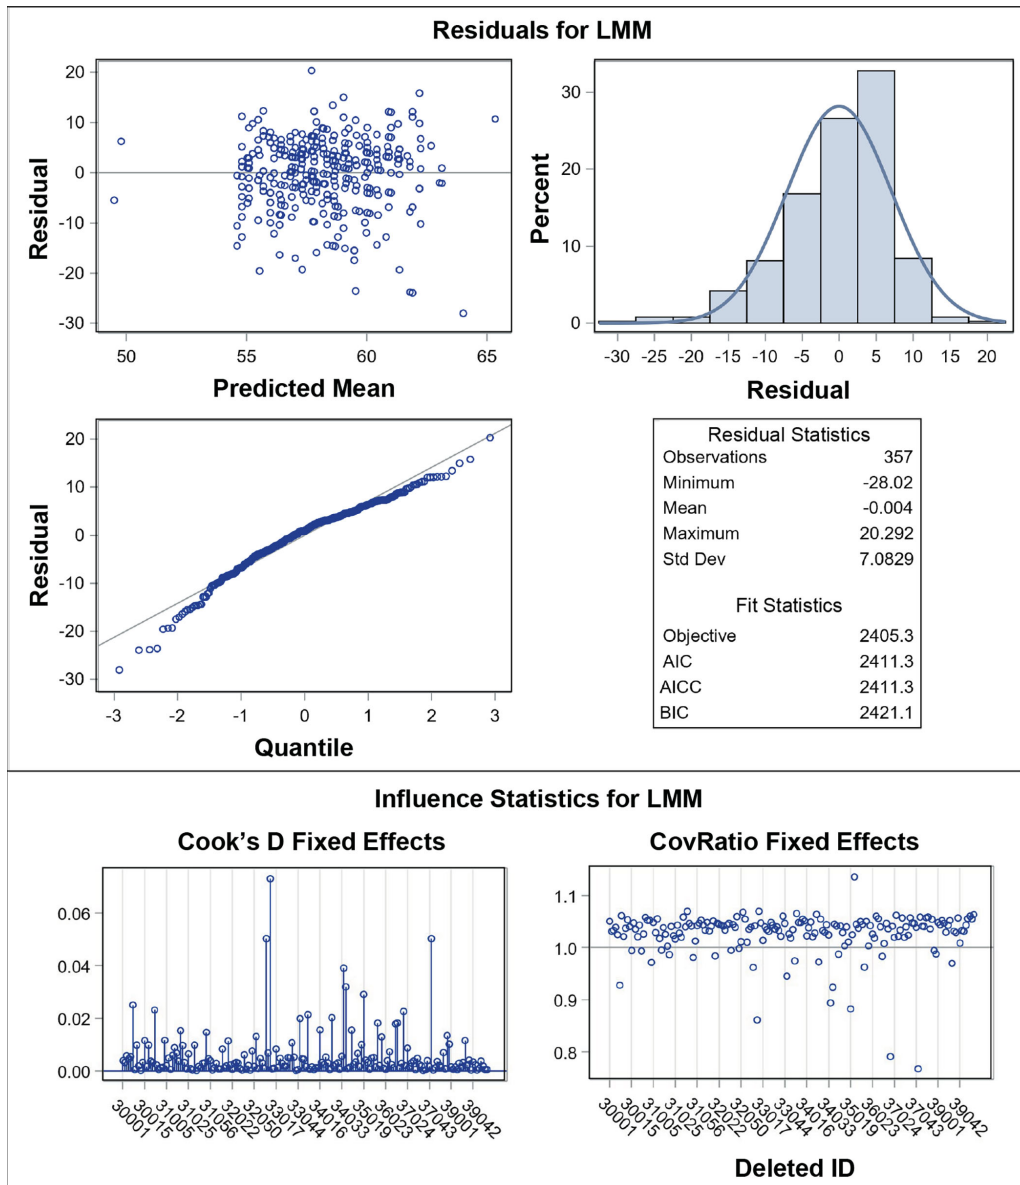 Residuals for LMM
Residual
20
10
0
-10
-20
-30
50
55
60
65
Predicted Mean
Percent
30
20
10
0
-30 -25 -20 -15 -10 -5 0 5 10 15 20
Residual
Residual
20
10
0
-10
-20
-30
-3 -2 -1 0 1 2 3
Quantile
Residual Statistics
Observations 357
Minimum -28.02
Mean -0.004
Maximum 20.292
Std Dev 7.0829
Fit Statistics
Objective 2405.3
AIC 2411.3
AICC 2411.3
BIC 2421.1
Influence Statistics for LMM
Cook's D Fixed Effects
0.06
0.04
0.02
0.00
30001 30015 31005 31025 31056 32022 32050 33017 33044 34016 34033 35019 36023 37024 37043 39001 39042
CovRatio Fixed Effects
1.1
1.0
0.9
0.8
30001 30015 31005 31025 31056 32022 32050 33017 33044 34016 34033 35019 36023 37024 37043 39001 39042
Deleted ID